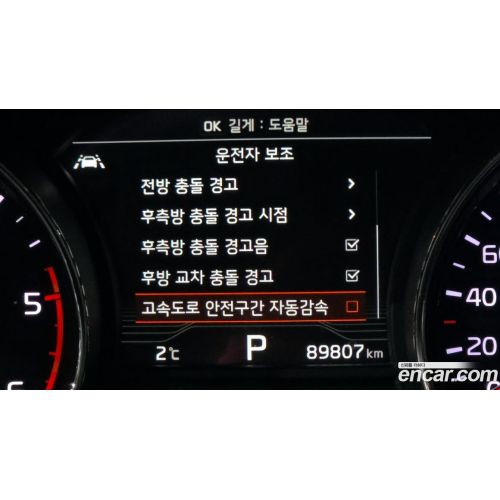 OK 길게 : 도움말
운전자 보조
전방 충돌 경고 >
후측방 충돌 경고 시점 >
후측방 충돌 경고음 ☑
후방 교차 충돌 경고 ☑
고속도로 안전구간 자동감속 □
5
60
40
20
2℃
P
89807 km
encar.com